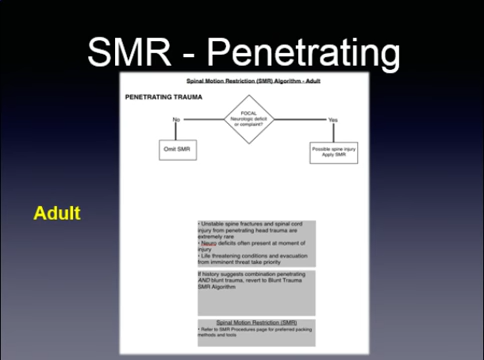 SMR - Penetrating
Spinal Motion Restriction (SMR) Algorithm - Adult
PENETRATING TRAUMA
FOCAL
Neurologic deficit
or complaint?
No
Yes
Omit SMR
Possible spine injury
Apply SMR
Adult
• Unstable spine fractures and spinal cord
injury from penetrating head trauma are
extremely rare
• Neuro deficits often present at moment of
injury
• Life threatening conditions and evacuation
from imminent threat take priority
If history suggests combination penetrating
AND blunt trauma, revert to Blunt Trauma
SMR Algorithm
Spinal Motion Restriction (SMR)
• Refer to SMR Procedures page for preferred packing
methods and tools